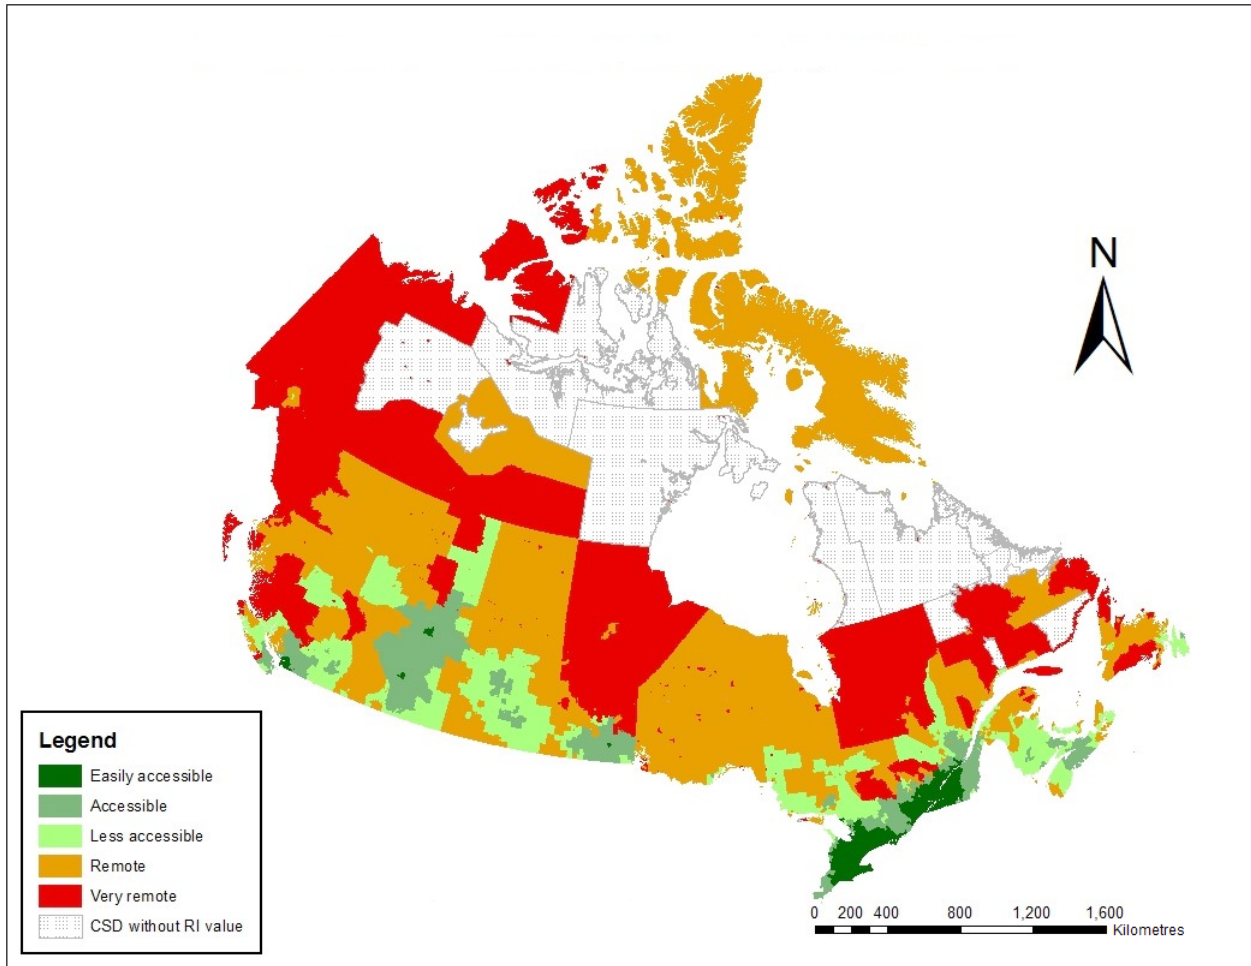 N
Legend
Easily accessible
Accessible
Less accessible
Remote
Very remote
CSD without RI value
0 200 400 800 1,200 1,600
Kilometres